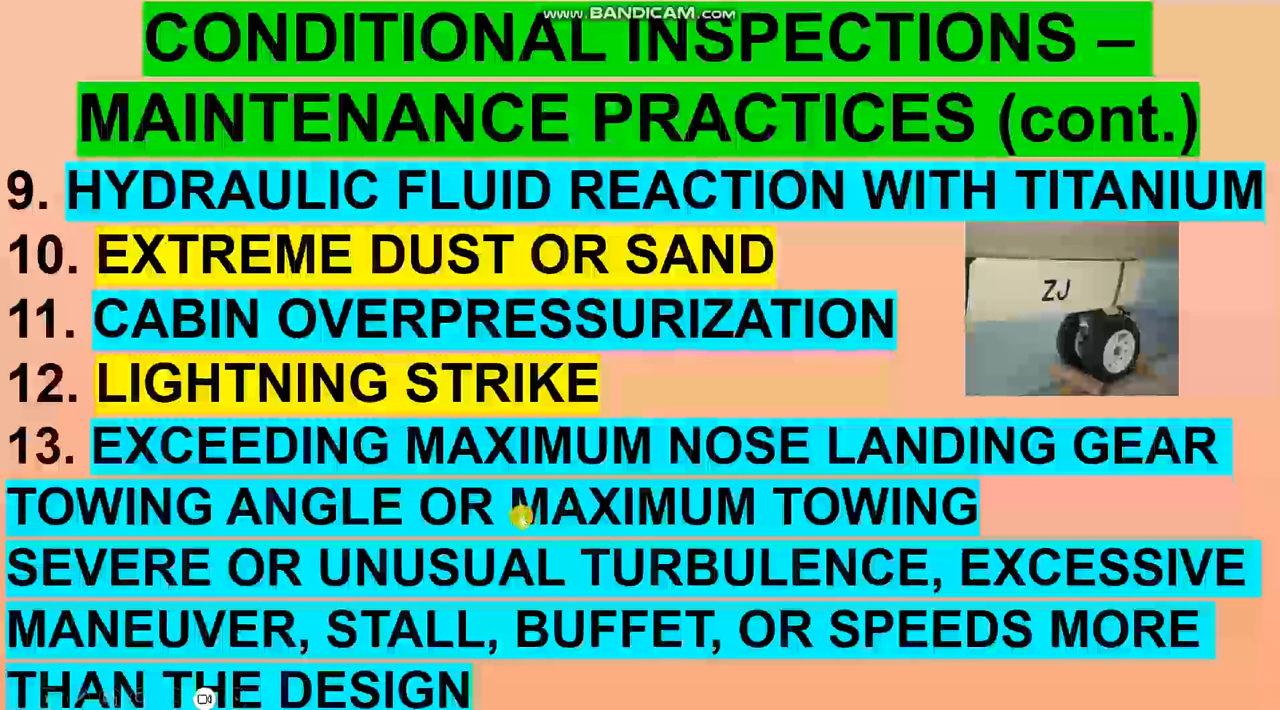 www.BANDICAM.com
CONDITIONAL INSPECTIONS –
MAINTENANCE PRACTICES (cont.)
9. HYDRAULIC FLUID REACTION WITH TITANIUM
10. EXTREME DUST OR SAND
11. CABIN OVERPRESSURIZATION
ZJ
12. LIGHTNING STRIKE
13. EXCEEDING MAXIMUM NOSE LANDING GEAR
TOWING ANGLE OR MAXIMUM TOWING
SEVERE OR UNUSUAL TURBULENCE, EXCESSIVE
MANEUVER, STALL, BUFFET, OR SPEEDS MORE
THAN THE DESIGN